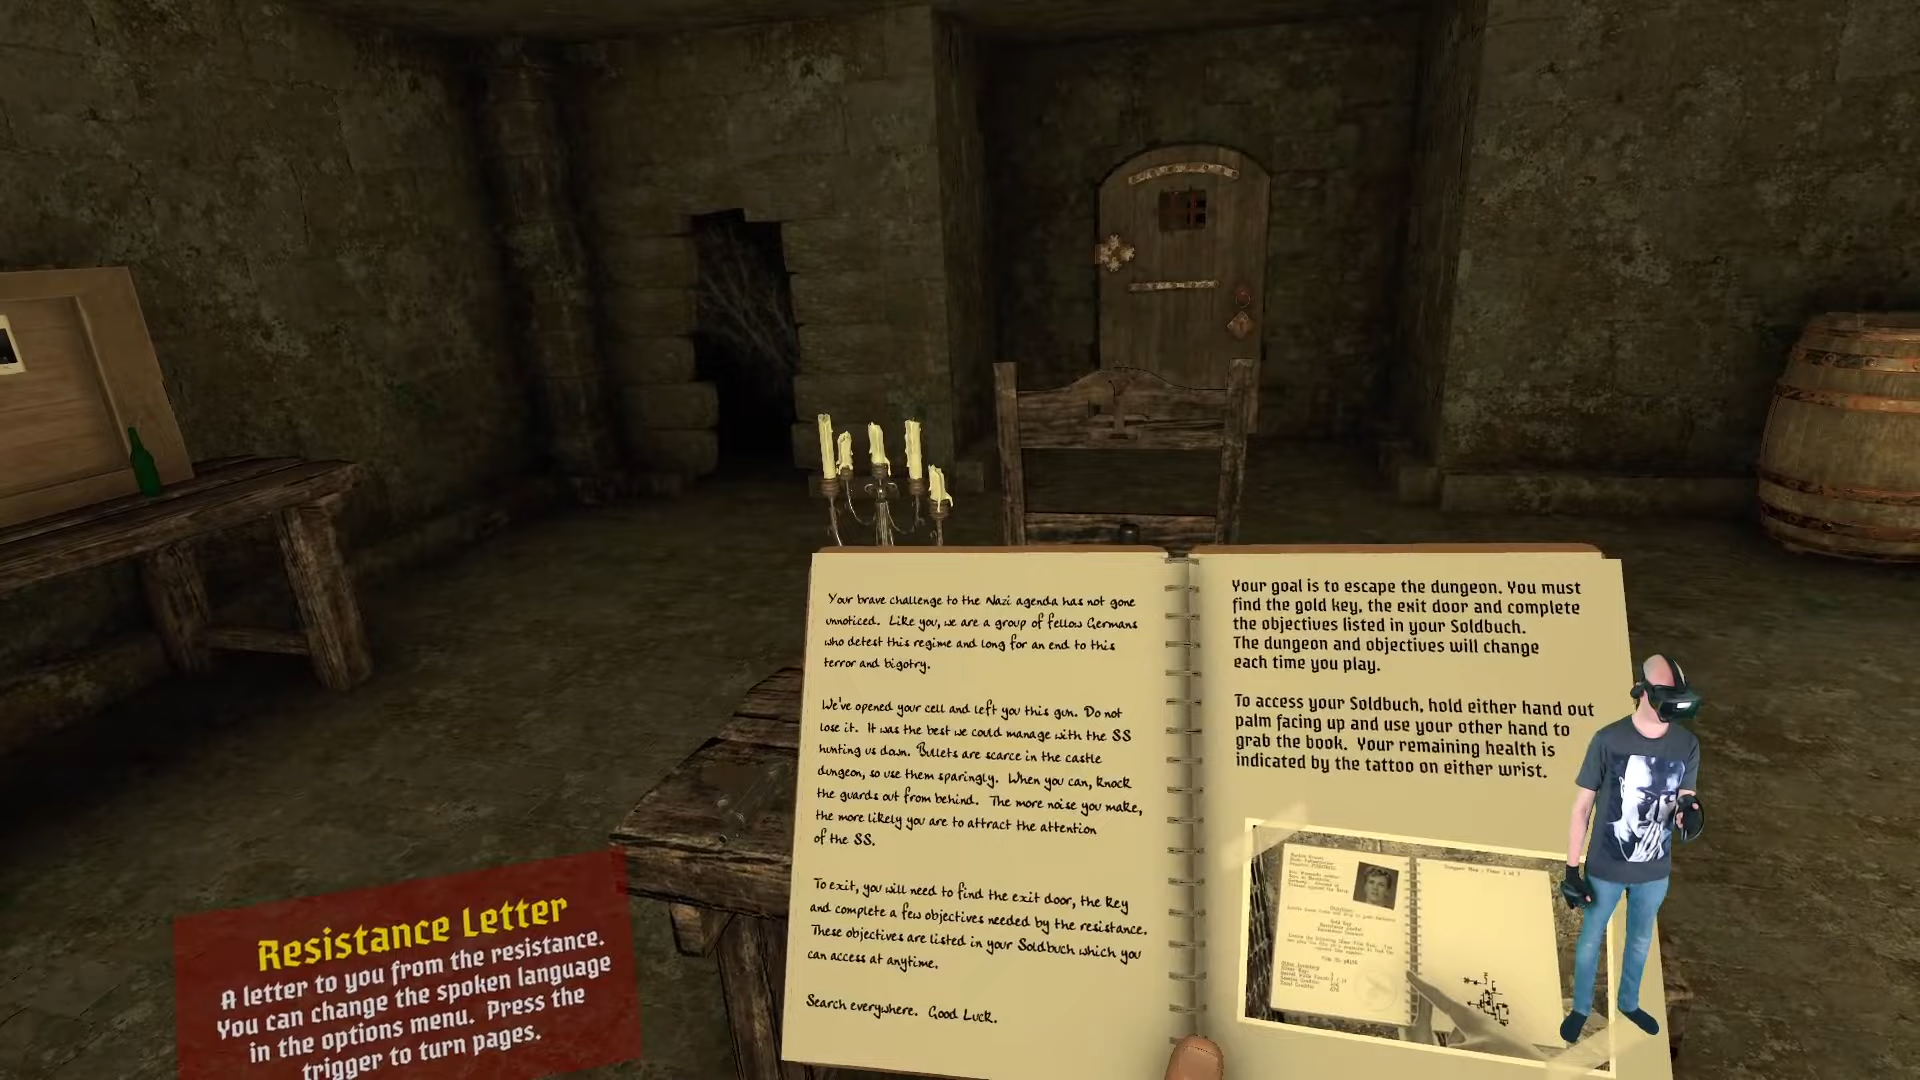 Your brave challenge to the Nazi agenda has not gone
unnoticed. Like you, we are a group of fellow Germans
who detest this regime and long for an end to this
terror and bigotry.
We've opened your cell and left you this gun. Do not
lose it. It was the best we could manage with the SS
hunting us down. Bullets are scarce in the castle
dungeon, so use them sparingly. When you can, knock
the guards out from behind. The more noise you make,
the more likely you are to attract the attention
of the SS.
To exit, you will need to find the exit door, the key
and complete a few objectives needed by the resistance.
These objectives are listed in your Soldbuch which you
can access at anytime.
Search everywhere. Good Luck.
Your goal is to escape the dungeon. You must
find the gold key, the exit door and complete
the objectives listed in your Soldbuch.
The dungeon and objectives will change
each time you play.
To access your Soldbuch, hold either hand out
palm facing up and use your other hand to
grab the book. Your remaining health is
indicated by the tattoo on either wrist.
Resistance Letter
A letter to you from the resistance.
You can change the spoken language
in the options menu. Press the
trigger to turn pages.